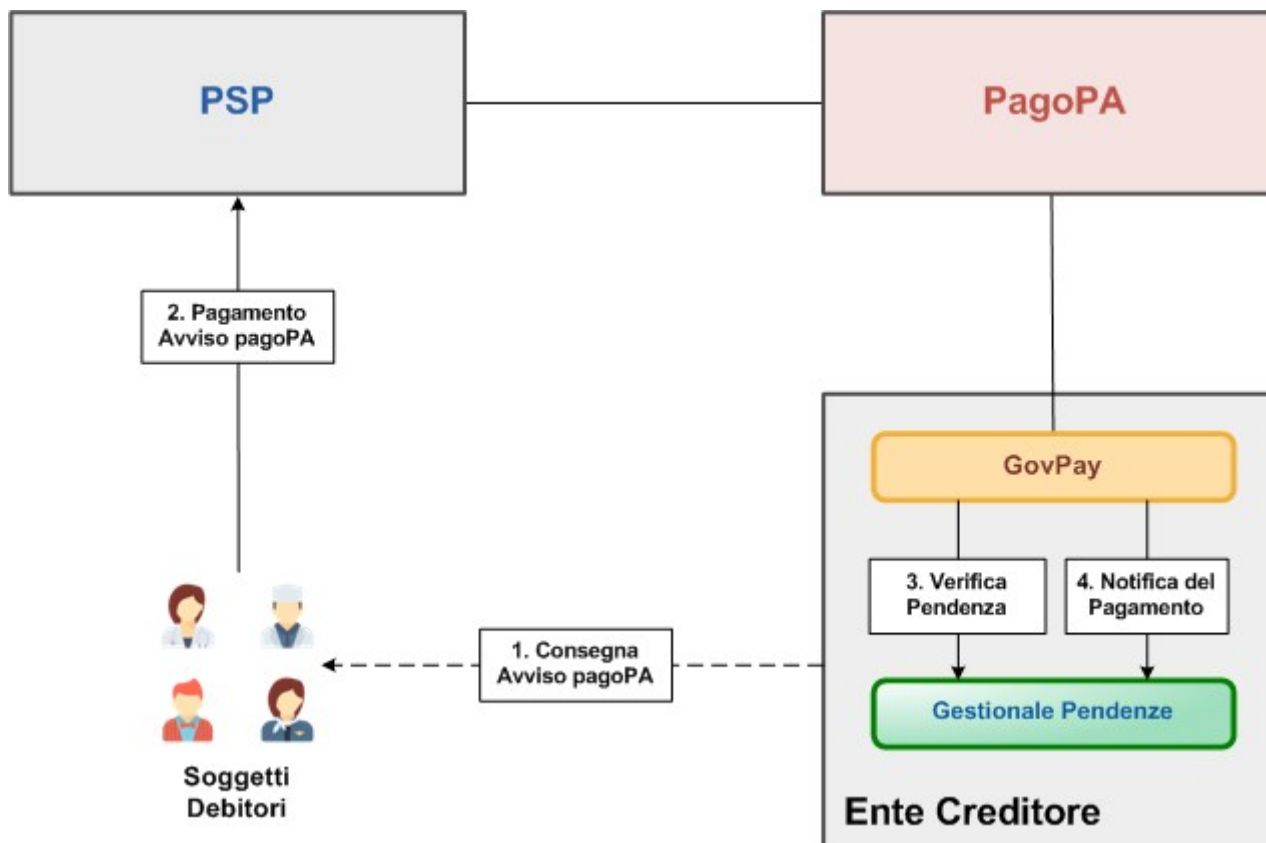 PSP
PagoPA
2. Pagamento
Avviso pagoPA
GovPay
3. Verifica
Pendenza
4. Notifica del
Pagamento
1. Consegna
Avviso pagoPA
Gestionale Pendenze
Soggetti
Debitori
Ente Creditore